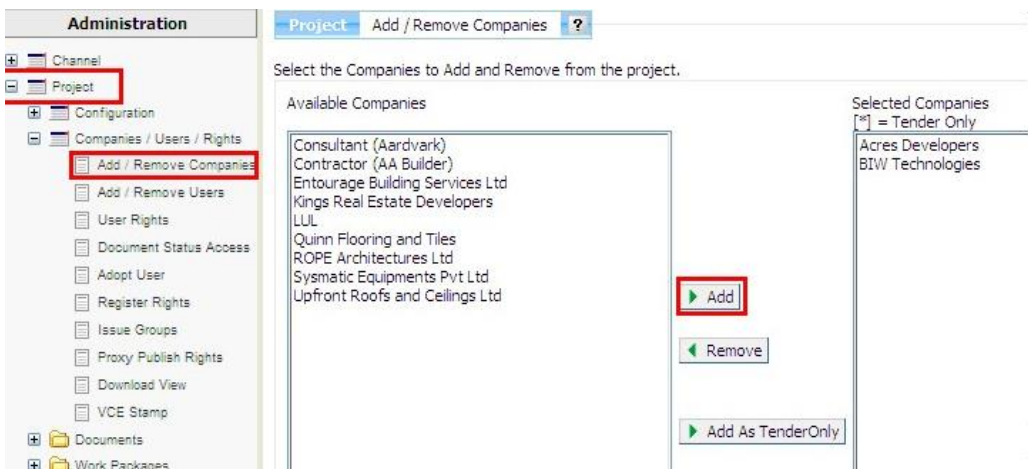 Administration
Channel
Project
Configuration
Companies / Users / Rights
Add / Remove Companies
Add / Remove Users
User Rights
Document Status Access
Adopt User
Register Rights
Issue Groups
Proxy Publish Rights
Download View
VCE Stamp
Documents
Work Packages
Project Add / Remove Companies ?
Select the Companies to Add and Remove from the project.
Available Companies
Consultant (Aardvark)
Contractor (AA Builder)
Entourage Building Services Ltd
Kings Real Estate Developers
LUL
Quinn Flooring and Tiles
ROPE Architectures Ltd
Sysmatic Equipments Pvt Ltd
Upfront Roofs and Ceilings Ltd
Add
Remove
Add As TenderOnly
Selected Companies
[*] = Tender Only
Acres Developers
BIW Technologies